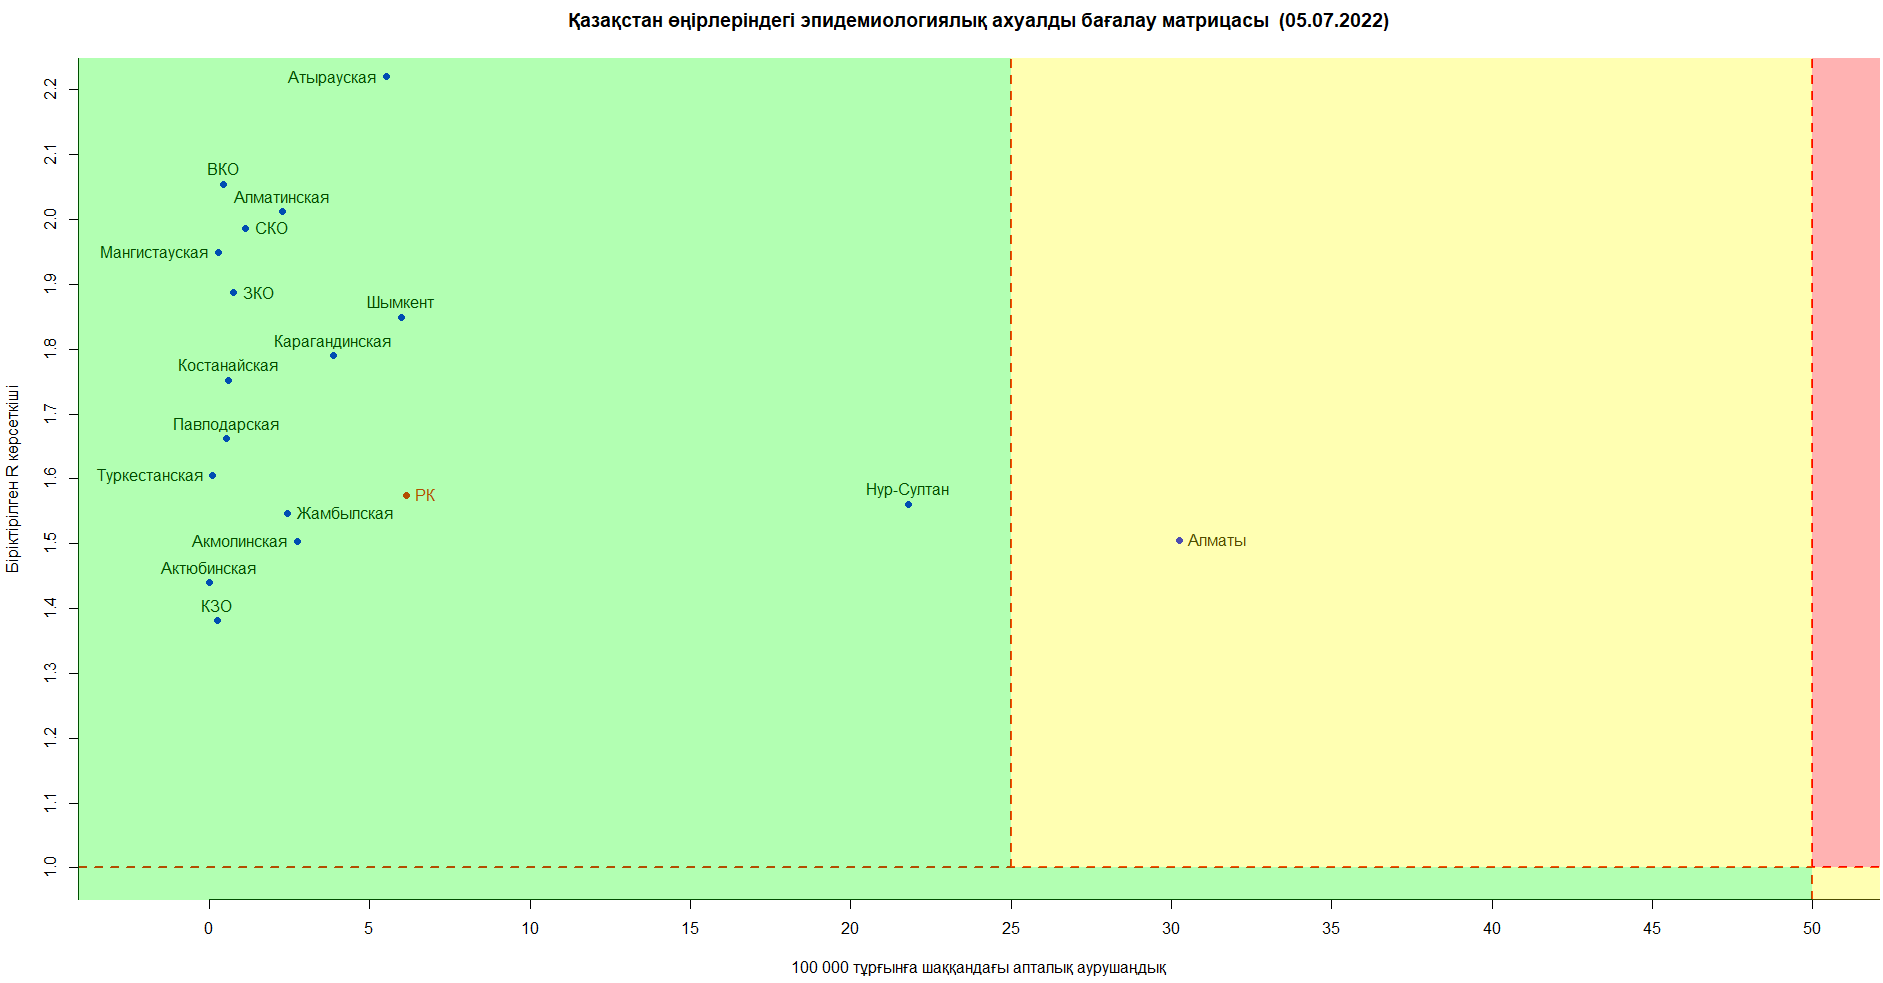 Қазақстан өңірлеріндегі эпидемиологиялық ахуалды бағалау матрицасы (05.07.2022)
Біріктірілген R көрсеткіші
2.2
2.1
2.0
1.9
1.8
1.7
1.6
1.5
1.4
1.3
1.2
1.1
1.0
Атырауская
ВКО
Алматинская
СКО
Мангистауская
ЗКО
Шымкент
Карагандинская
Костанайская
Павлодарская
Туркестанская
РК
Нур-Султан
Жамбылская
Акмолинская
Алматы
Актюбинская
КЗО
0 5 10 15 20 25 30 35 40 45 50
100 000 тұрғынға шаққандағы апталық аурушаңдық